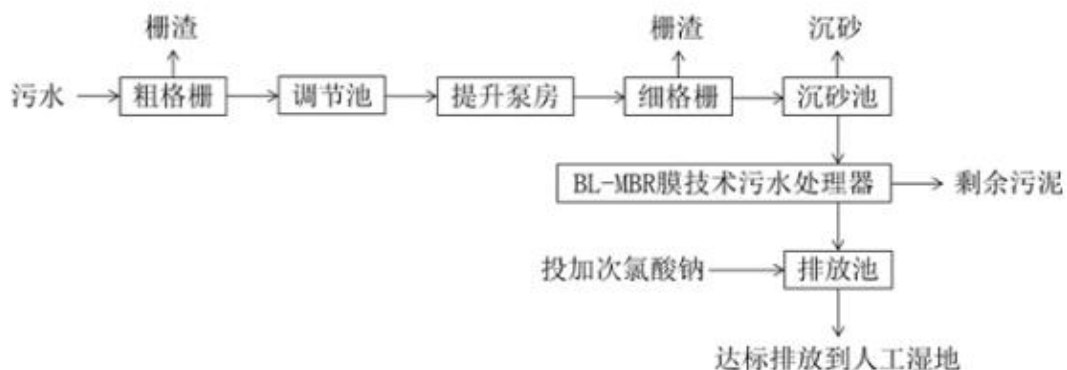 栅渣 栅渣 沉砂
污水 粗格栅 调节池 提升泵房 细格栅 沉砂池
BL-MBR膜技术污水处理器 剩余污泥
投加次氯酸钠 排放池
达标排放到人工湿地